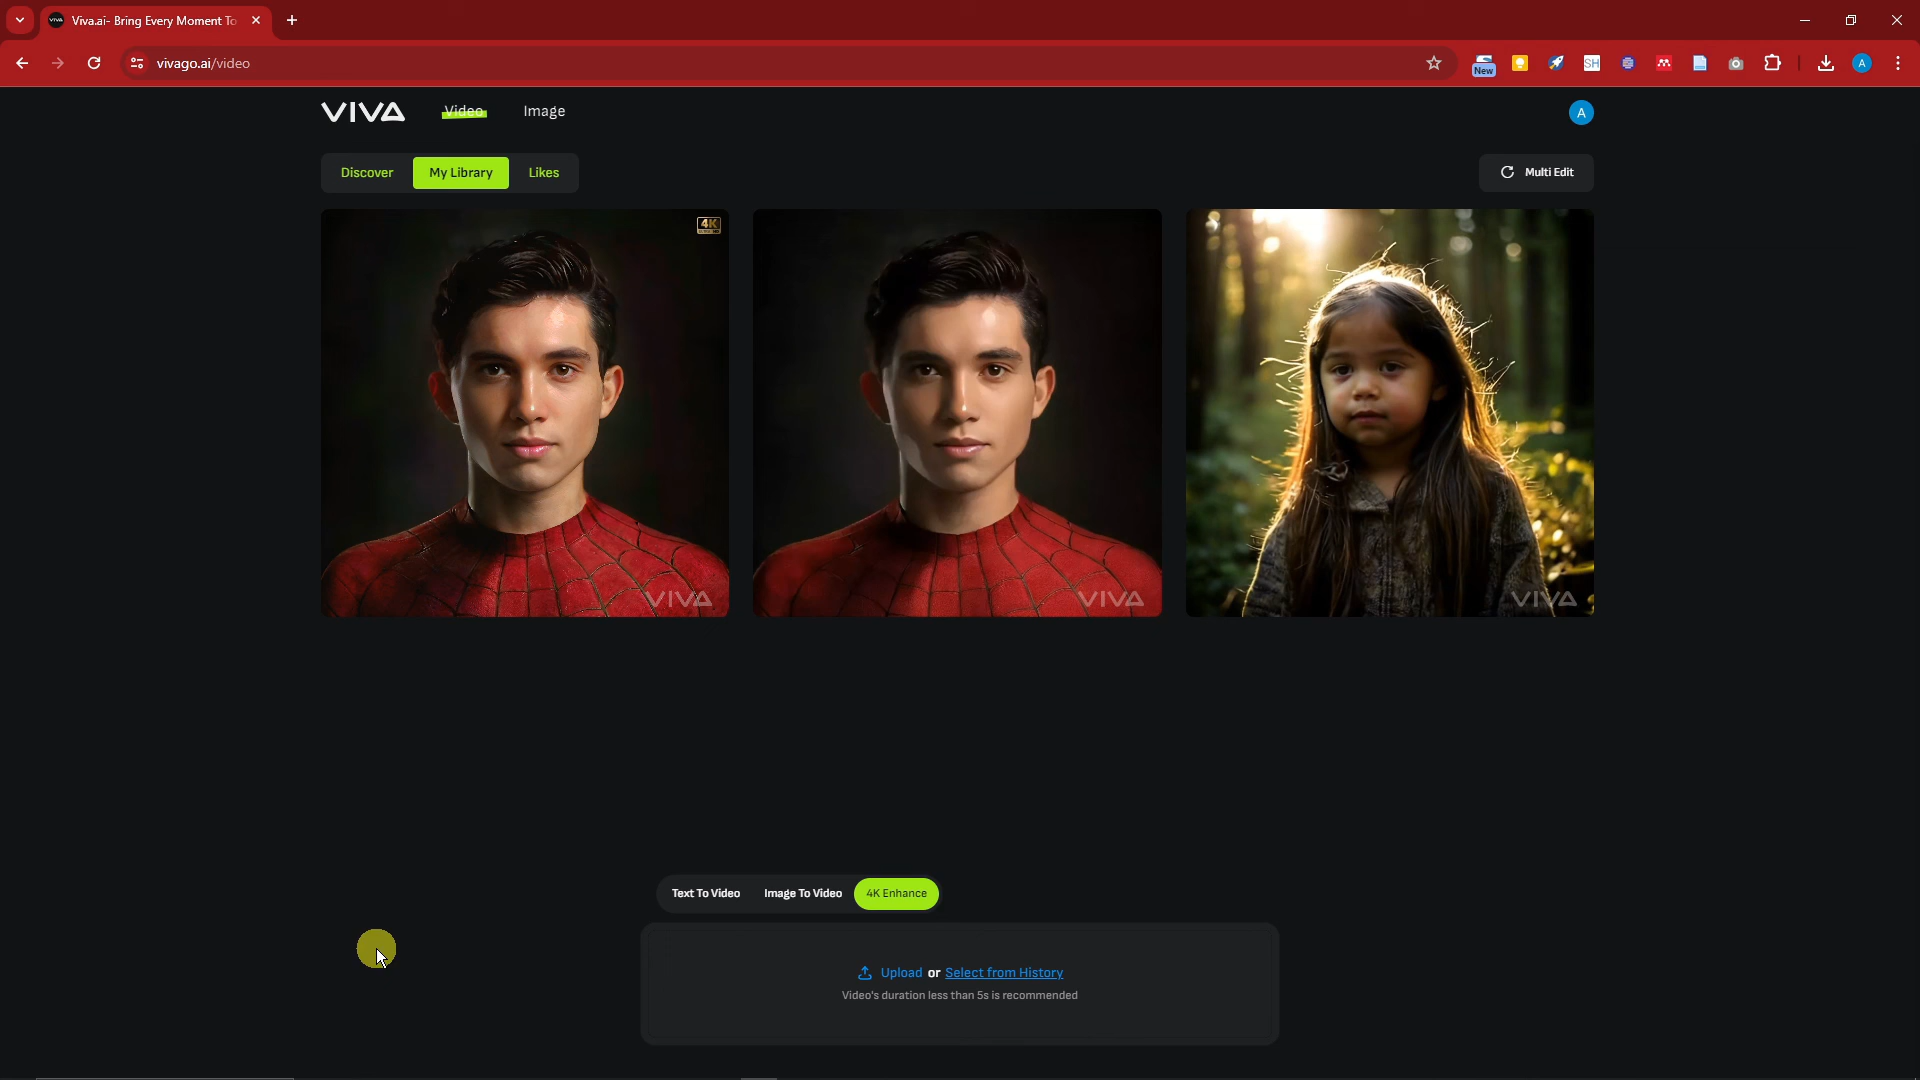 Viva.ai- Bring Every Moment To
vivago.ai/video
New
SH
A
VIVA
Video
Image
A
Discover
My Library
Likes
Multi Edit
4K
VIVA
VIVA
VIVA
Text To Video
Image To Video
4K Enhance
Upload or Select from History
Video's duration less than 5s is recommended